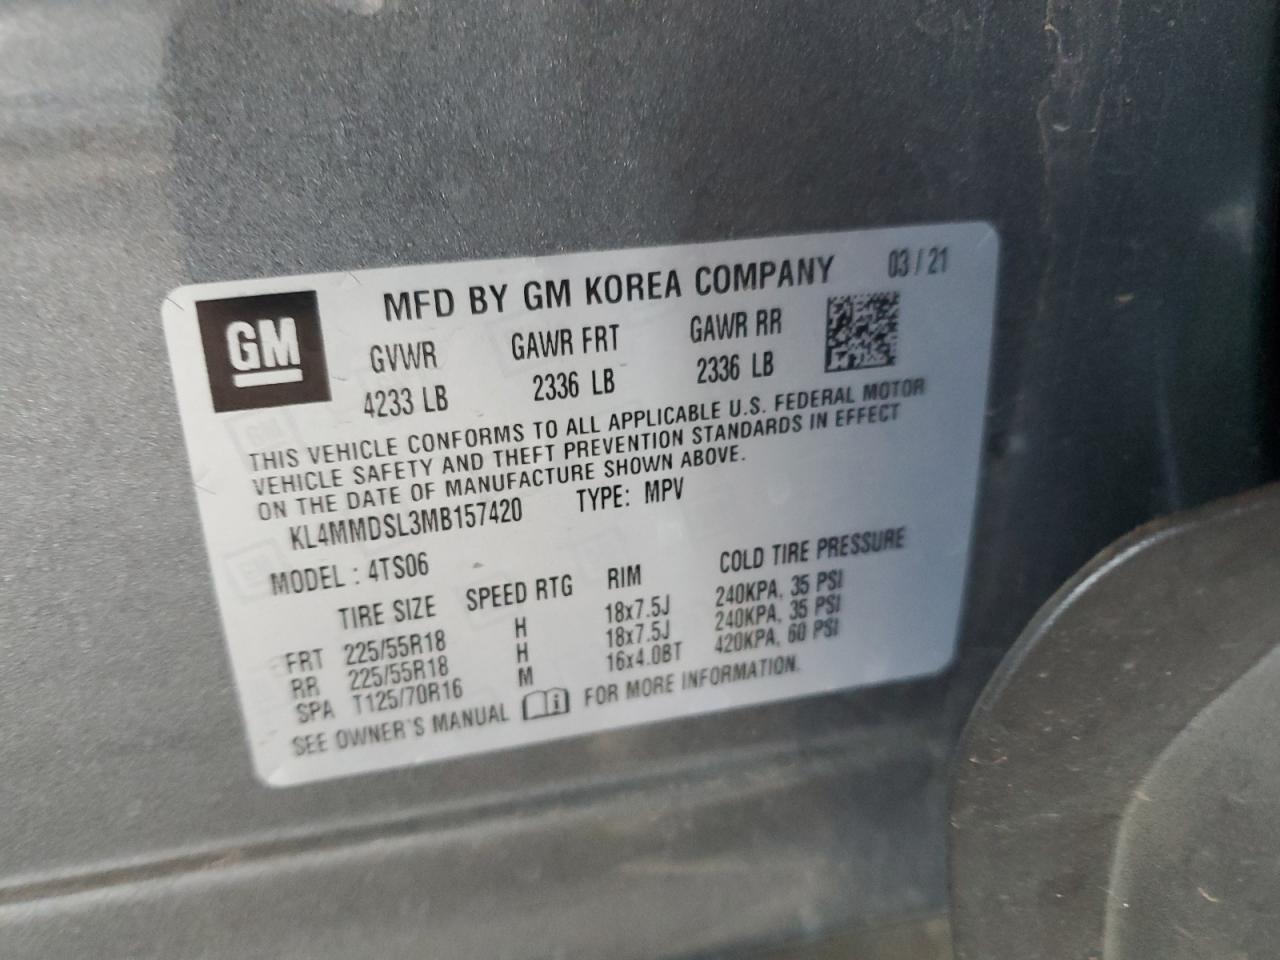 GM
MFD BY GM KOREA COMPANY 03 / 21
GVWR GAWR FRT GAWR RR
4233 LB 2336 LB 2336 LB
THIS VEHICLE CONFORMS TO ALL APPLICABLE U.S. FEDERAL MOTOR
VEHICLE SAFETY AND THEFT PREVENTION STANDARDS IN EFFECT
ON THE DATE OF MANUFACTURE SHOWN ABOVE.
KL4MMDSL3MB157420 TYPE: MPV
MODEL : 4TS06
TIRE SIZE SPEED RTG RIM COLD TIRE PRESSURE
FRT 225/55R18 H 18x7.5J 240KPA, 35 PSI
RR 225/55R18 H 18x7.5J 240KPA, 35 PSI
SPA T125/70R16 M 16x4.0BT 420KPA, 60 PSI
SEE OWNER'S MANUAL i FOR MORE INFORMATION.